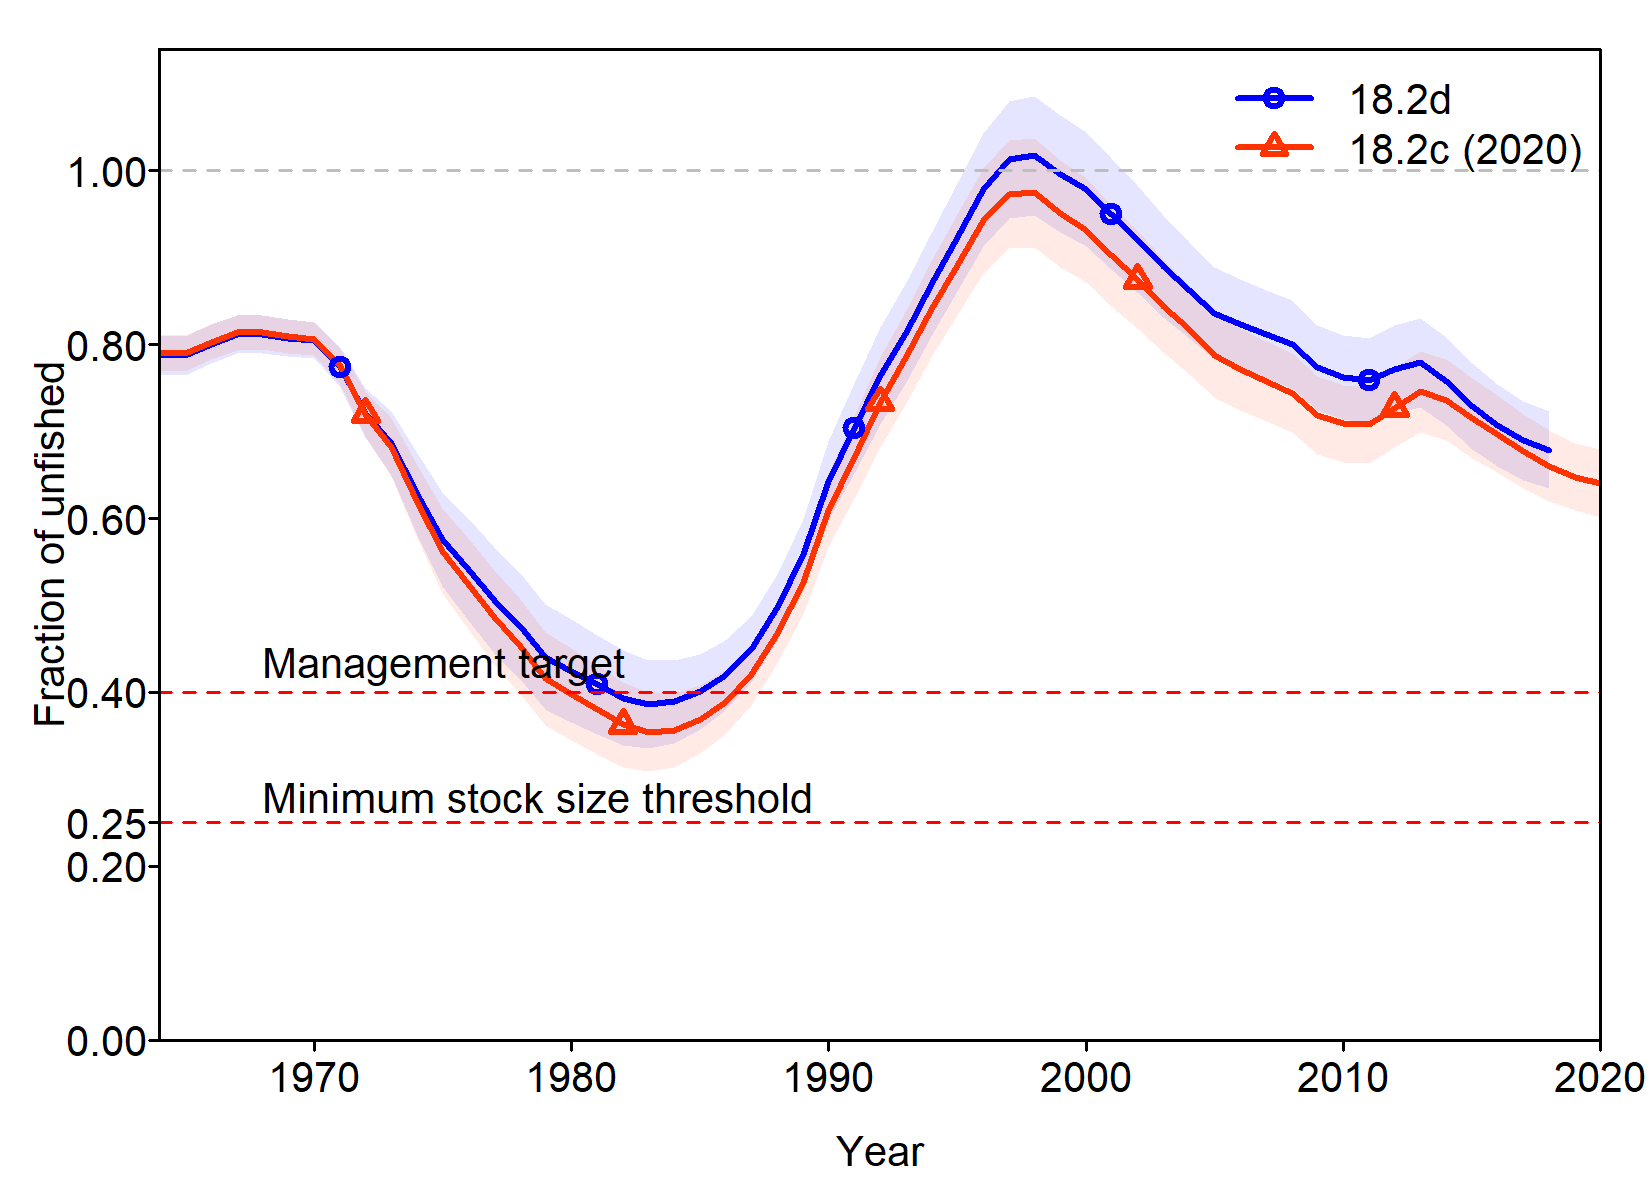 18.2d
18.2c (2020)
1.00
0.80
0.60
0.40
0.25
0.20
0.00
Fraction of unfished
Management target
Minimum stock size threshold
1970 1980 1990 2000 2010 2020
Year